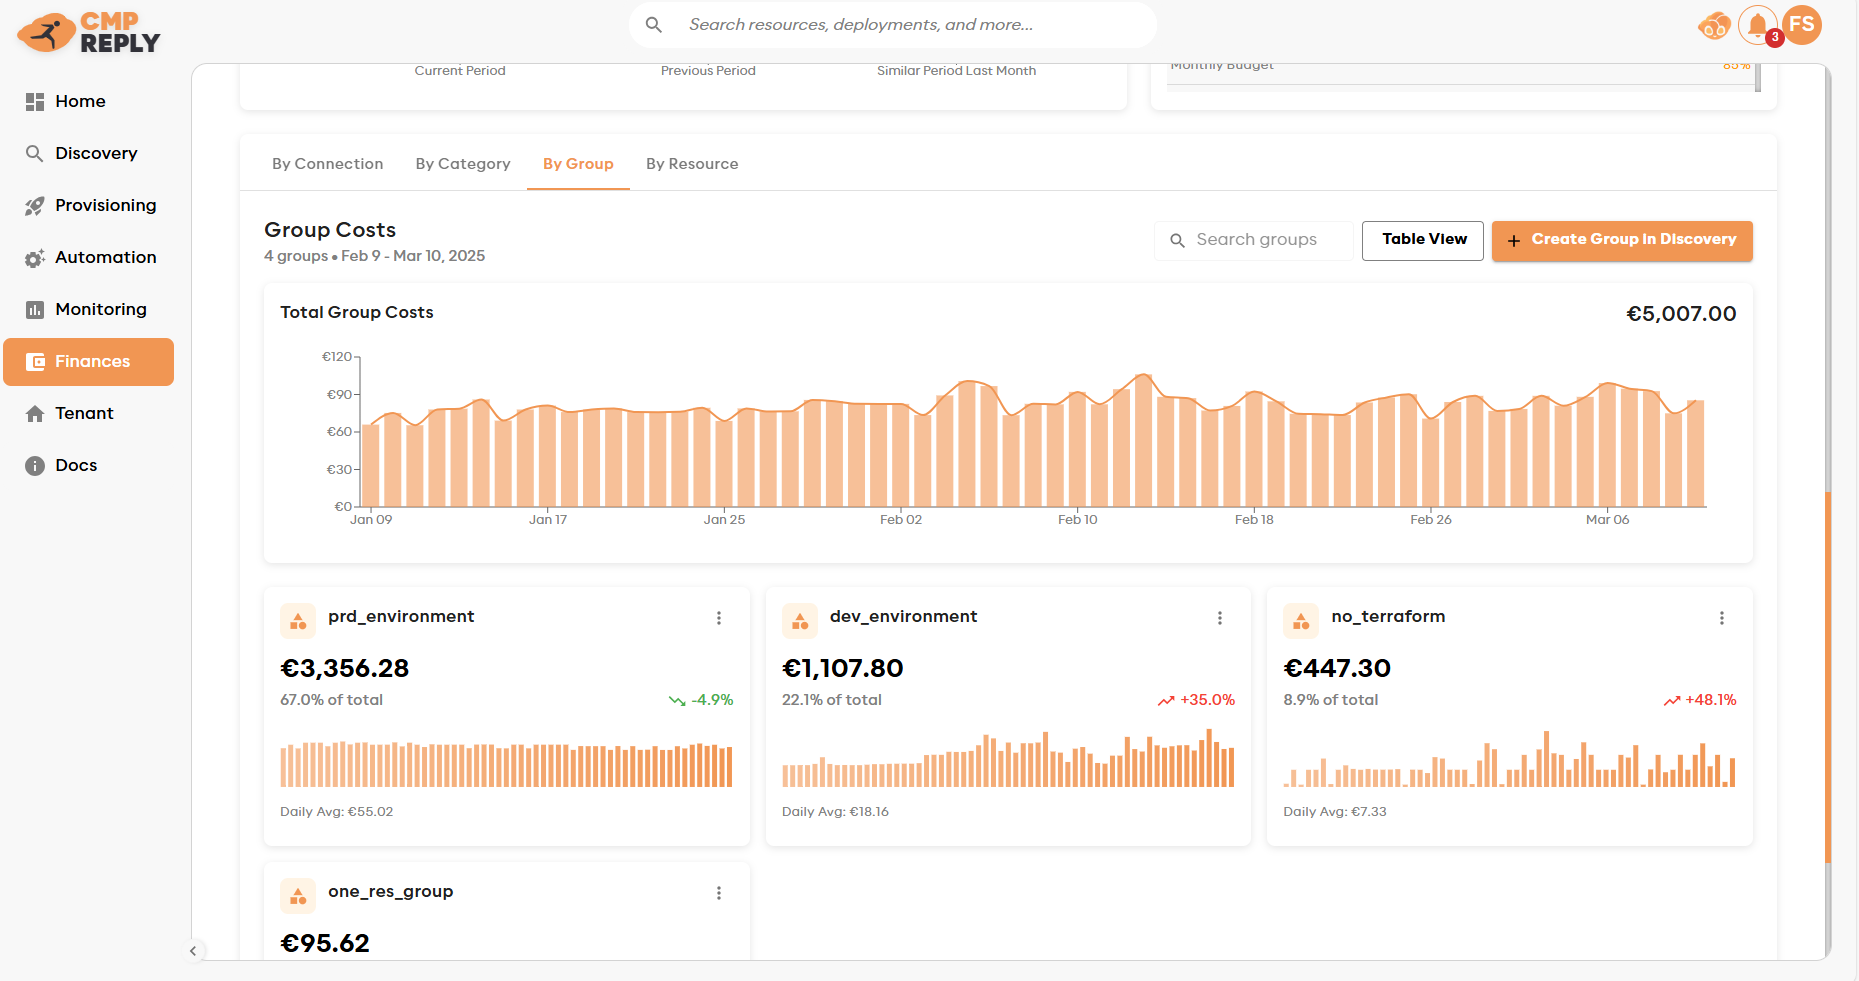 CMP
REPLY
Search resources, deployments, and more...
3
FS
Home
Discovery
Provisioning
Automation
Monitoring
Finances
Tenant
Docs
Current Period
Previous Period
Similar Period Last Month
Monthly Budget
85%
By Connection
By Category
By Group
By Resource
Group Costs
4 groups • Feb 9 - Mar 10, 2025
Search groups
Table View
+ Create Group in Discovery
Total Group Costs
€5,007.00
€120
€90
€60
€30
€0
Jan 09
Jan 17
Jan 25
Feb 02
Feb 10
Feb 18
Feb 26
Mar 06
prd_environment
€3,356.28
67.0% of total
-4.9%
Daily Avg: €55.02
dev_environment
€1,107.80
22.1% of total
+35.0%
Daily Avg: €18.16
no_terraform
€447.30
8.9% of total
+48.1%
Daily Avg: €7.33
one_res_group
€95.62